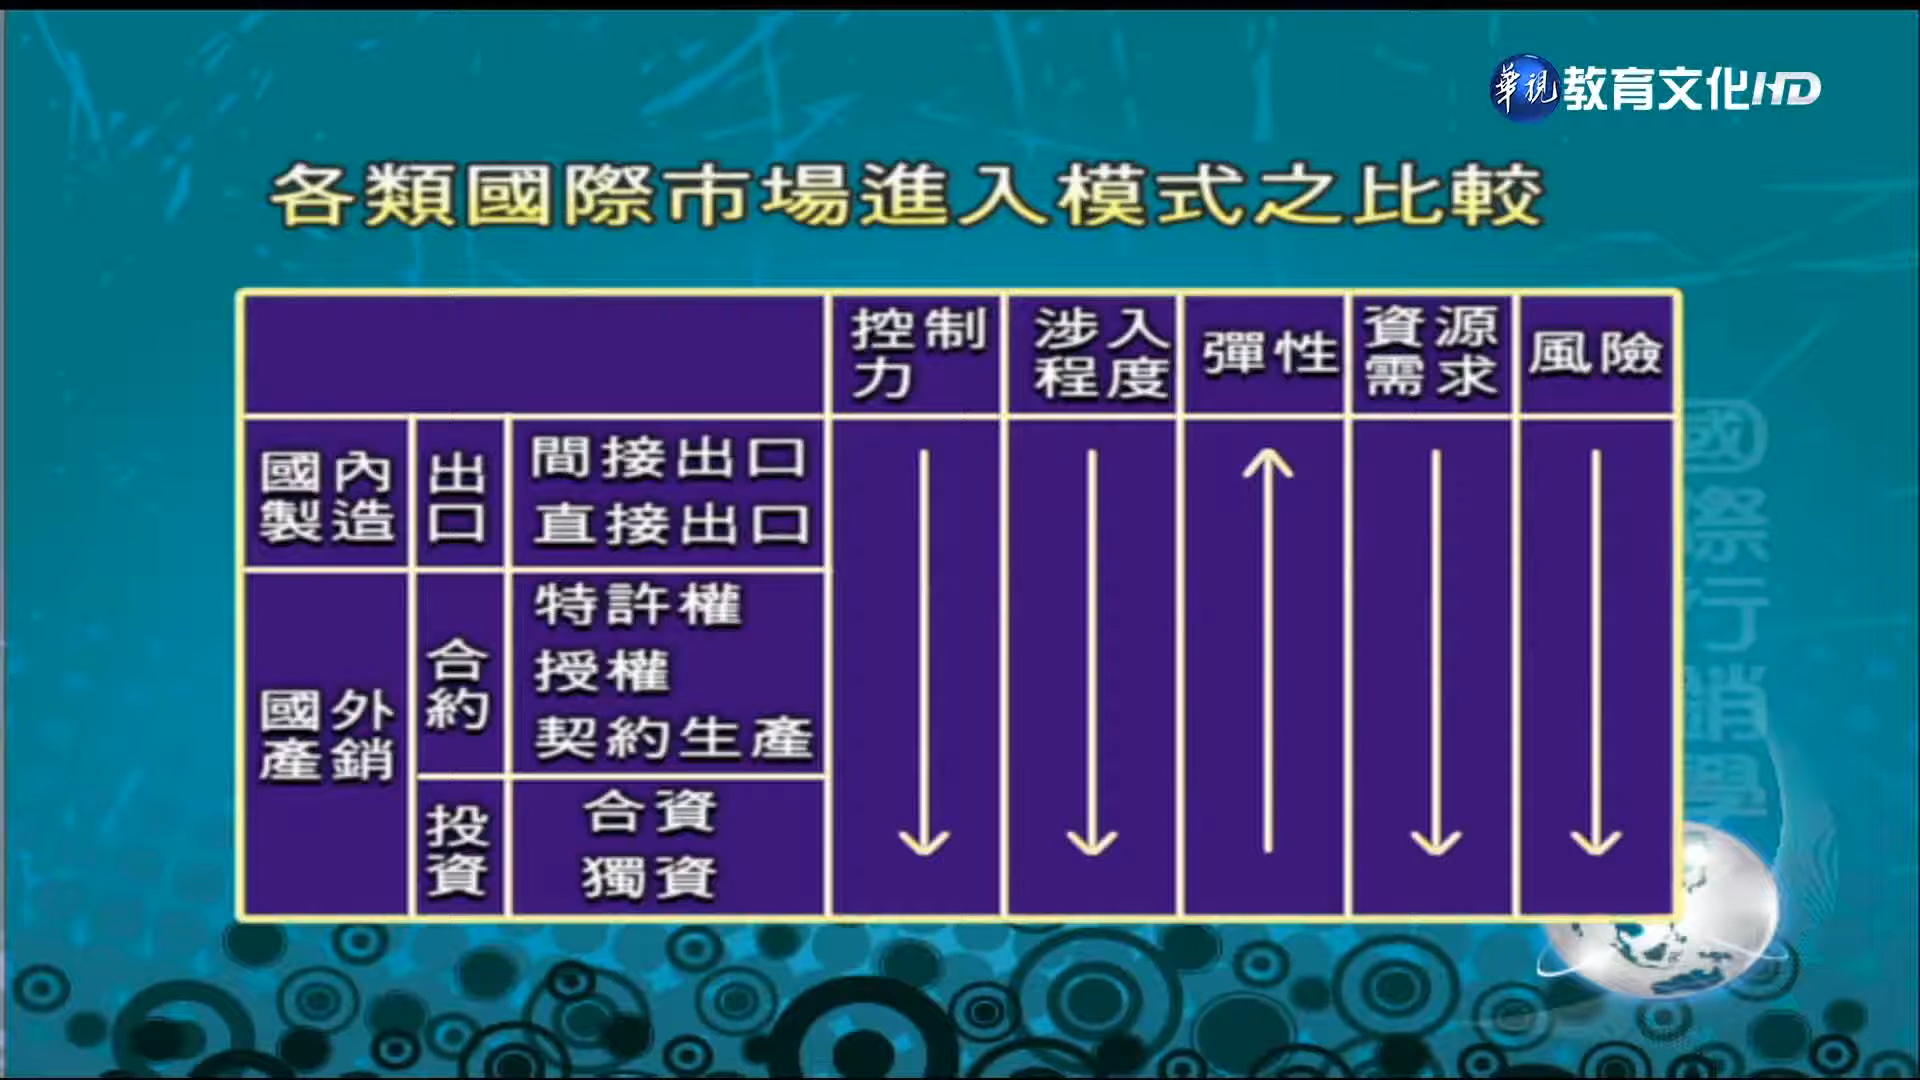 華視 教育文化HD
各類國際市場進入模式之比較
控制
力
涉入
程度
彈性
資源
需求
風險
國內
製造
出
口
間接出口
直接出口
國外
產銷
合
約
特許權
授權
契約生產
投
資
合資
獨資
國際行銷學